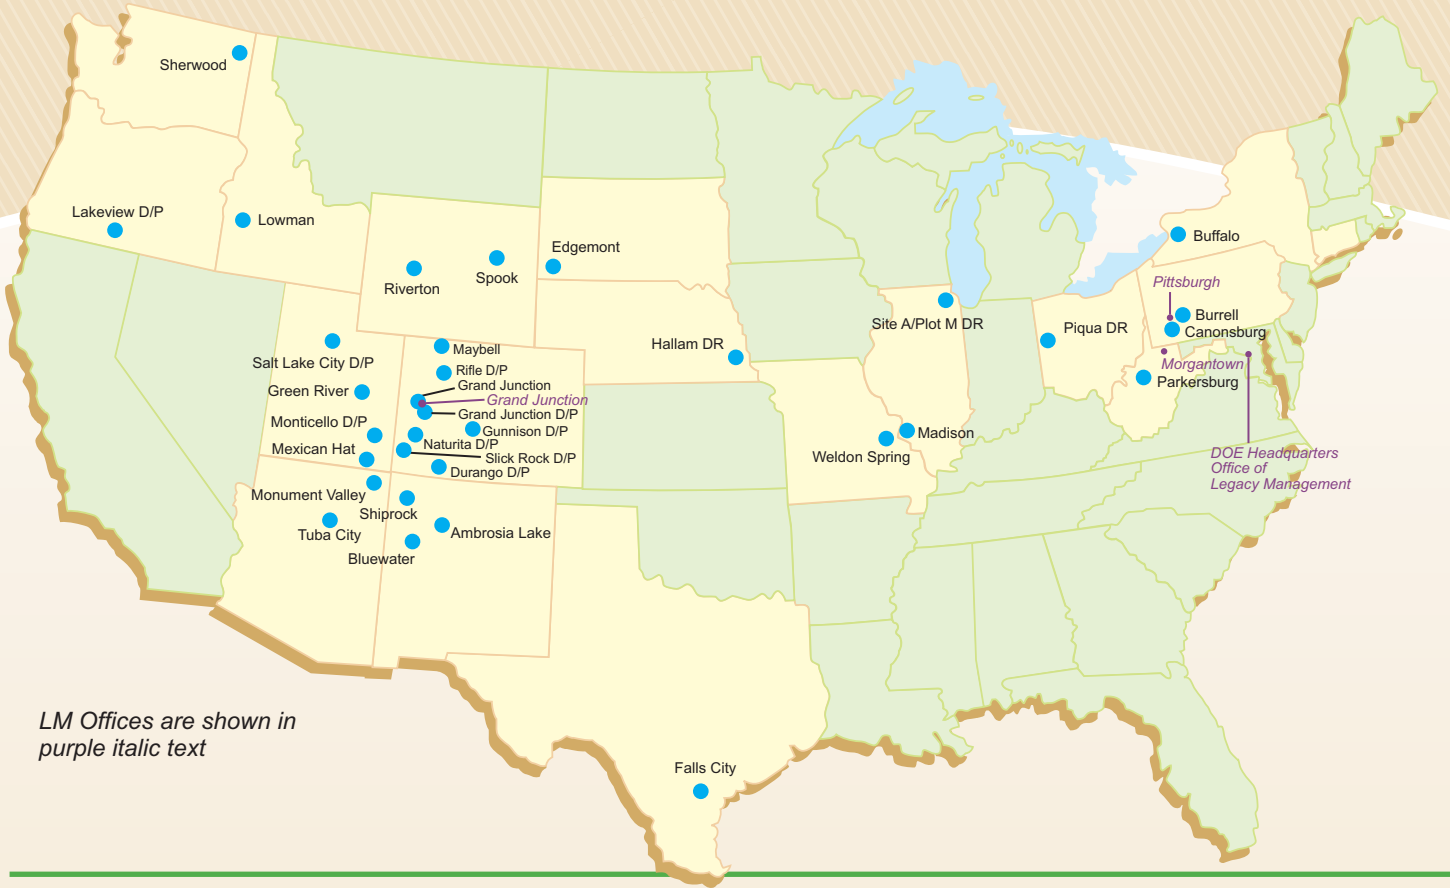 Sherwood
Lakeview D/P
Lowman
Riverton
Spook
Edgemont
Buffalo
Pittsburgh
Burrell
Canonsburg
Site A/Plot M DR
Piqua DR
Hallam DR
Morgantown
Parkersburg
Salt Lake City D/P
Maybell
Rifle D/P
Green River
Grand Junction
Grand Junction
Grand Junction D/P
Monticello D/P
Gunnison D/P
Naturita D/P
Mexican Hat
Slick Rock D/P
Durango D/P
Madison
Weldon Spring
DOE Headquarters
Office of
Legacy Management
Monument Valley
Shiprock
Tuba City
Ambrosia Lake
Bluewater
LM Offices are shown in
purple italic text
Falls City